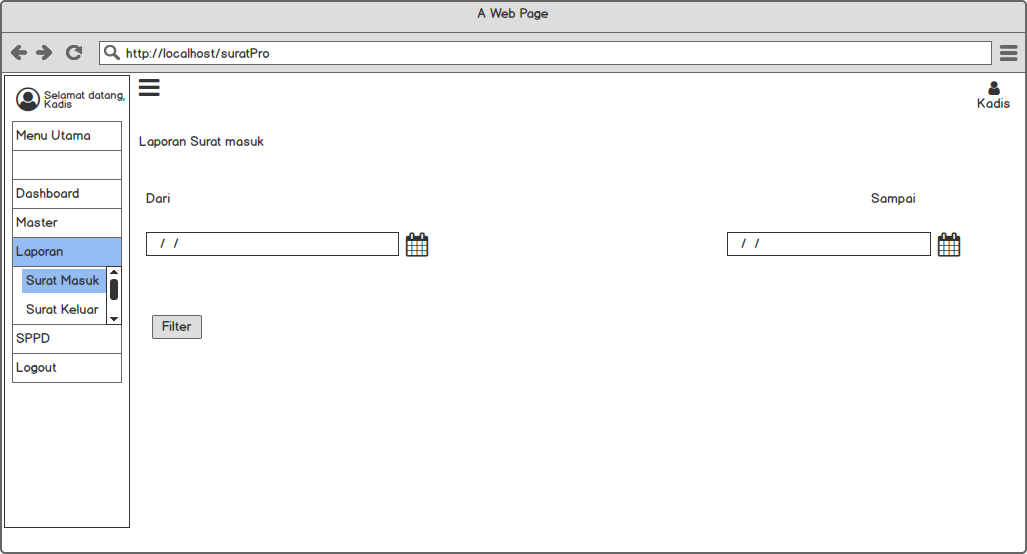 A Web Page
http://localhost/suratPro
Selamat datang,
Kadis
Kadis
Menu Utama
Dashboard
Master
Laporan
Surat Masuk
Surat Keluar
SPPD
Logout
Laporan Surat masuk
Dari
Sampai
/ /
/ /
Filter